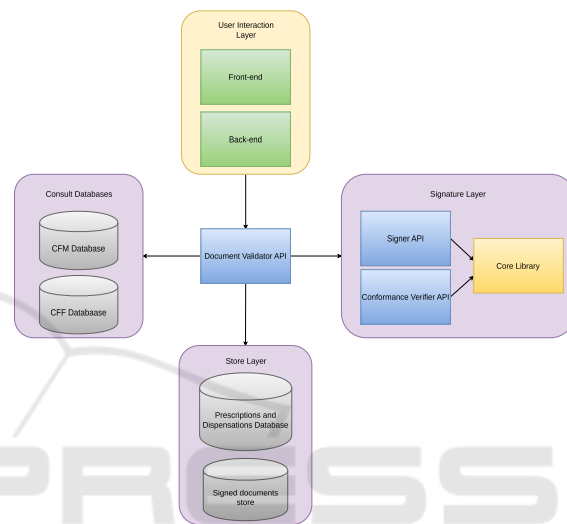 User Interaction
Layer
Front-end
Back-end
Consult Databases
CFM Database
CFF Databaase
Document Validator API
Signature Layer
Signer API
Conformance Verifier API
Core Library
Store Layer
Prescriptions and
Dispensations Database
Signed documents
store
PRESS